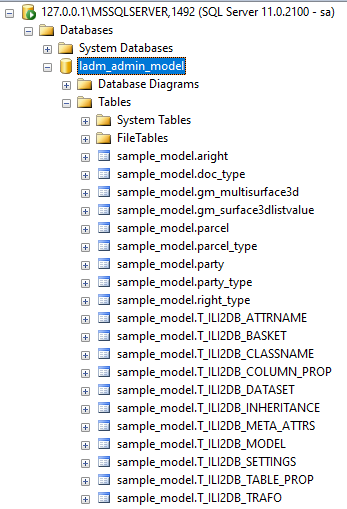 127.0.0.1\MSSQLSERVER,1492 (SQL Server 11.0.2100 - sa)
Databases
System Databases
ladm_admin_model
Database Diagrams
Tables
System Tables
FileTables
sample_model.aright
sample_model.doc_type
sample_model.gm_multisurface3d
sample_model.gm_surface3dlistvalue
sample_model.parcel
sample_model.parcel_type
sample_model.party
sample_model.party_type
sample_model.right_type
sample_model.T_ILI2DB_ATTRNAME
sample_model.T_ILI2DB_BASKET
sample_model.T_ILI2DB_CLASSNAME
sample_model.T_ILI2DB_COLUMN_PROP
sample_model.T_ILI2DB_DATASET
sample_model.T_ILI2DB_INHERITANCE
sample_model.T_ILI2DB_META_ATTRS
sample_model.T_ILI2DB_MODEL
sample_model.T_ILI2DB_SETTINGS
sample_model.T_ILI2DB_TABLE_PROP
sample_model.T_ILI2DB_TRAFO